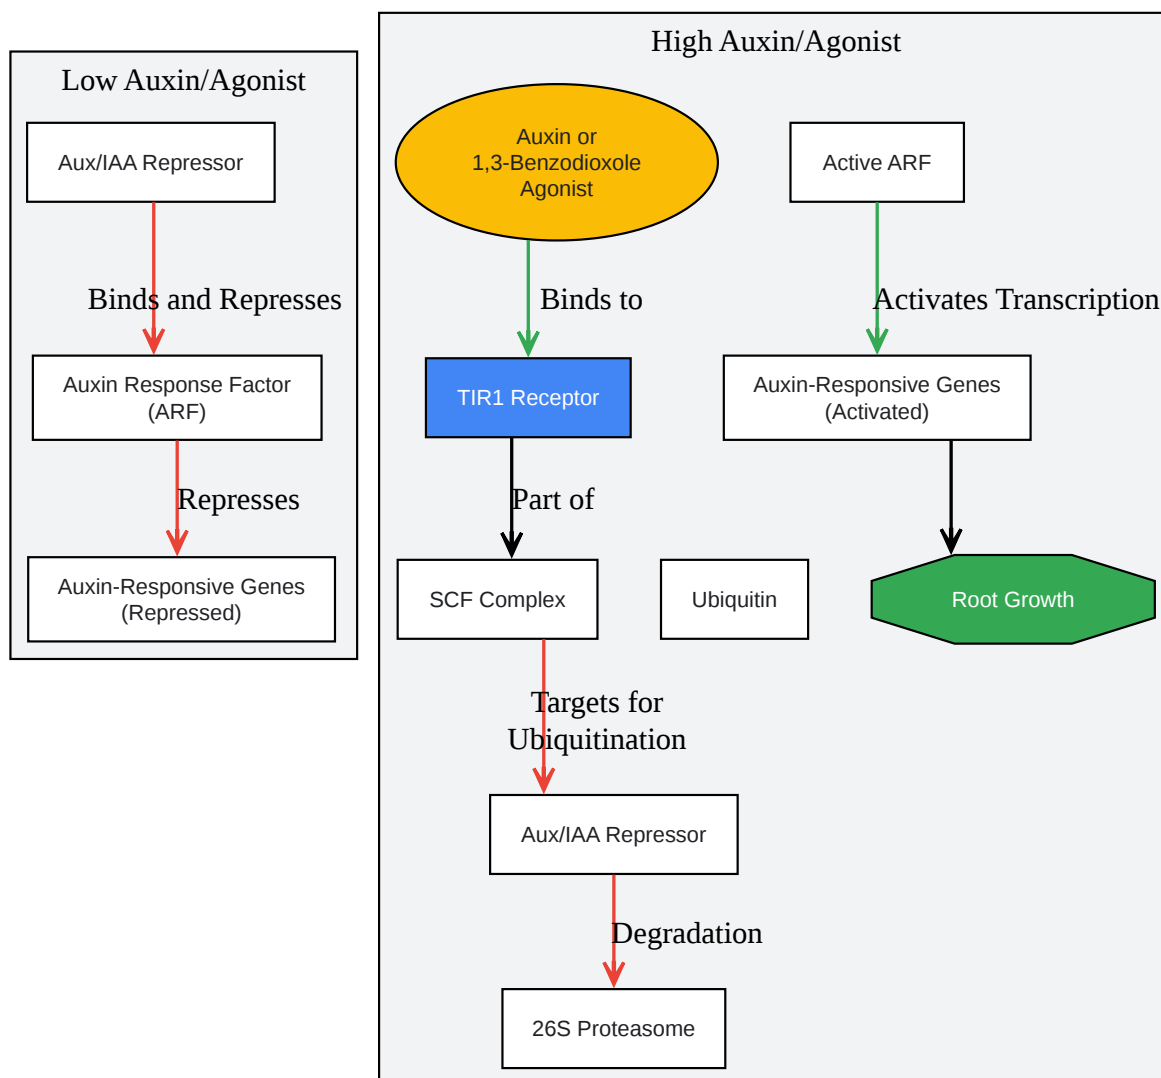 Low Auxin/Agonist
Aux/IAA Repressor
Binds and Represses
Auxin Response Factor
(ARF)
Represses
Auxin-Responsive Genes
(Repressed)
High Auxin/Agonist
Auxin or
1,3-Benzodioxole
Agonist
Binds to
TIR1 Receptor
Part of
SCF Complex
Targets for
Ubiquitination
Aux/IAA Repressor
Degradation
26S Proteasome
Ubiquitin
Active ARF
Activates Transcription
Auxin-Responsive Genes
(Activated)
Root Growth